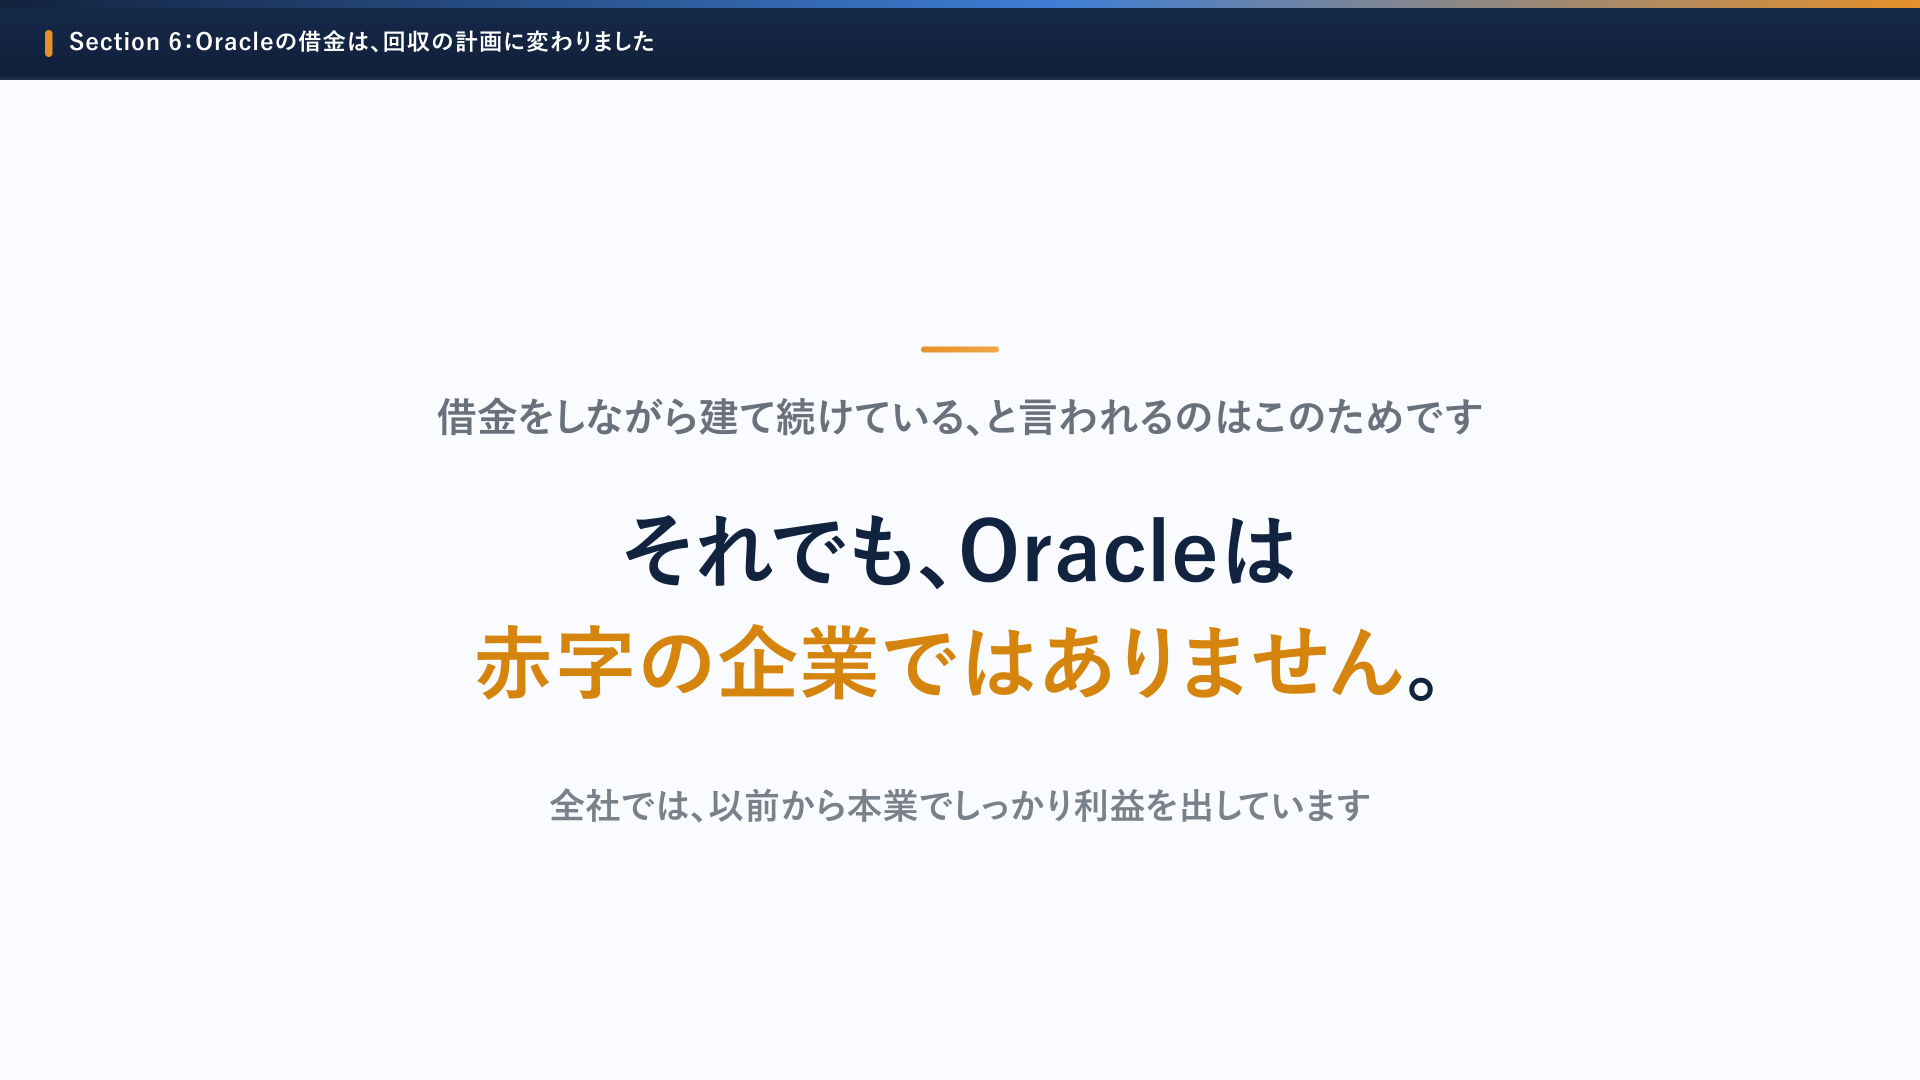 Section 6：Oracleの借金は、回収の計画に変わりました
借金をしながら建て続けている、と言われるのはこのためです
それでも、Oracleは
赤字の企業ではありません。
全社では、以前から本業でしっかり利益を出しています